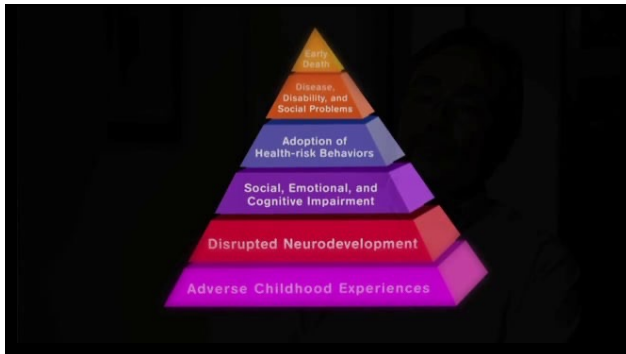 Early
Death
Disease,
Disability, and
Social Problems
Adoption of
Health-risk Behaviors
Social, Emotional, and
Cognitive Impairment
Disrupted Neurodevelopment
Adverse Childhood Experiences